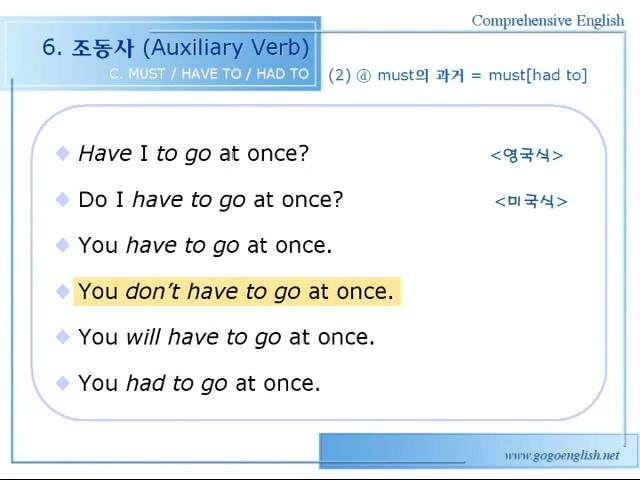 Comprehensive English
6. 조동사 (Auxiliary Verb)
C. MUST / HAVE TO / HAD TO
(2) ⓓ must의 과거 = must[had to]
Have I to go at once? <영국식>
Do I have to go at once? <미국식>
You have to go at once.
You don't have to go at once.
You will have to go at once.
You had to go at once.
www.gogoenglish.net